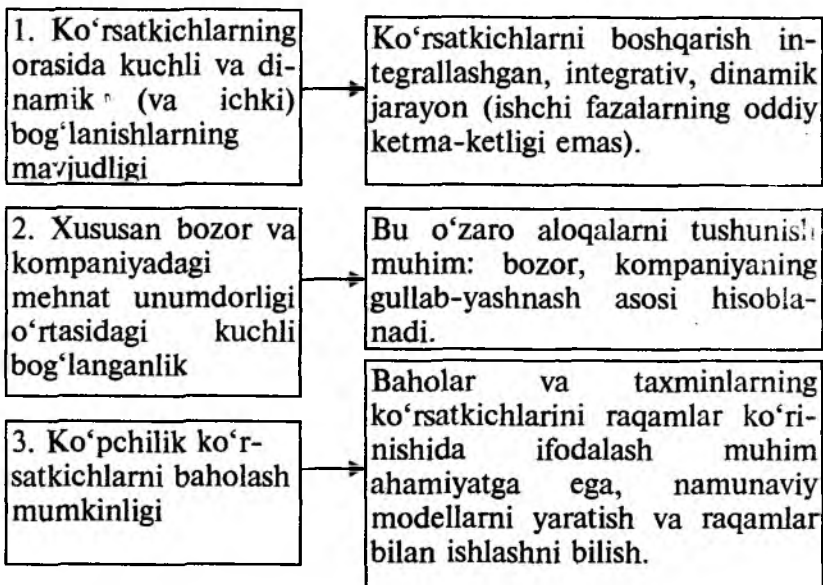 1. Ko‘rsatkichlarning
orasida kuchli va di-
namik (va ichki)
bog‘lanishlarning
mavjudligi
Ko‘rsatkichlarni boshqarish in-
tegrallashgan, integrativ, dinamik
jarayon (ishchi fazalarning oddiy
ketma-ketligi emas).
2. Xususan bozor va
kompaniyadagi
mehnat unumdorligi
o‘rtasidagi kuchli
bog‘langanlik
Bu o‘zaro aloqalarni tushunish
muhim: bozor, kompaniyaning
gullab-yashnash asosi hisobla-
nadi.
3. Ko‘pchilik ko‘r-
satkichlarni baholash
mumkinligi
Baholar va taxminlarning
ko‘rsatkichlarini raqamlar ko‘ri-
nishida ifodalash muhim
ahamiyatga ega, namunaviy
modellarni yaratish va raqamlar
bilan ishlashni bilish.